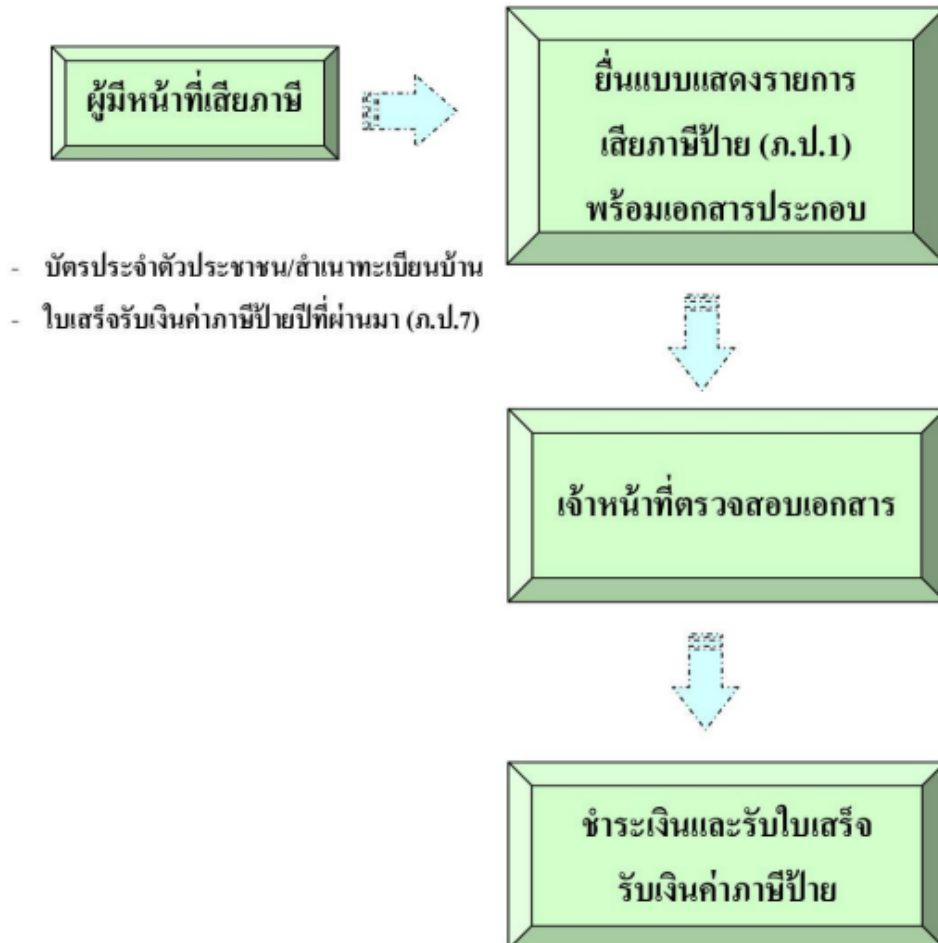 ผู้มีหน้าที่เสียภาษี
ยื่นแบบแสดงรายการ
เสียภาษีป้าย (ภ.ป.1)
พร้อมเอกสารประกอบ
- บัตรประจำตัวประชาชน/สำเนาทะเบียนบ้าน
- ใบเสร็จรับเงินค่าภาษีป้ายปีที่ผ่านมา (ภ.ป.7)
เจ้าหน้าที่ตรวจสอบเอกสาร
ชำระเงินและรับใบเสร็จ
รับเงินค่าภาษีป้าย